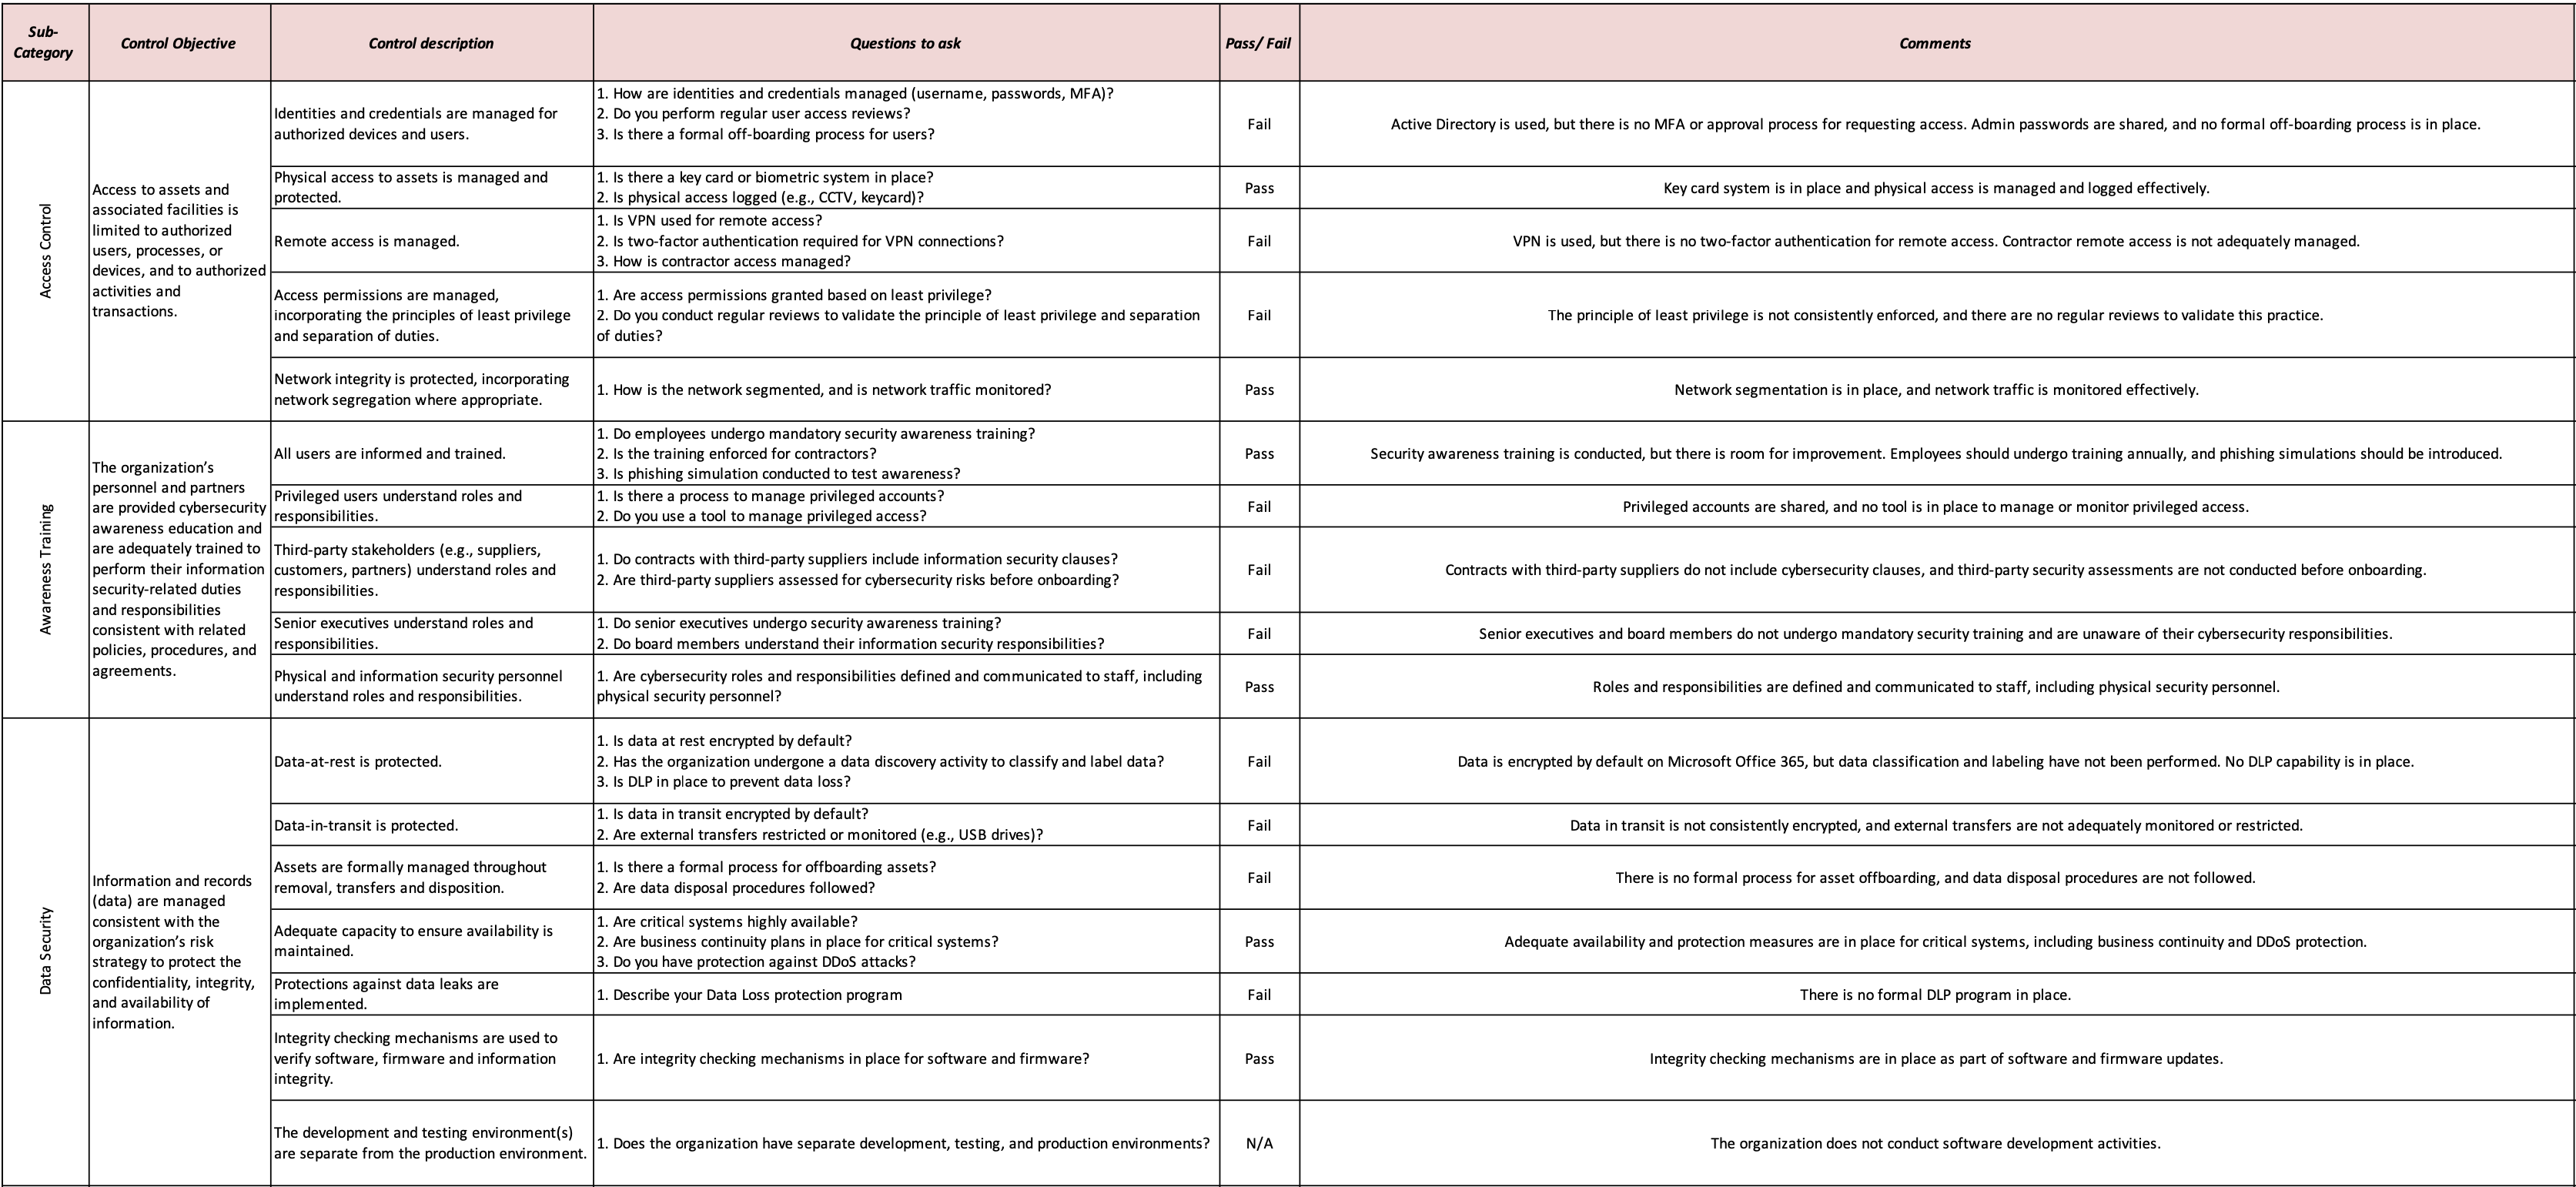 Sub-
Category
Control Objective
Control description
Questions to ask
Pass/ Fail
Comments
Access Control
Access to assets and
associated facilities is
limited to authorized
users, processes, or
devices, and to authorized
activities and
transactions.
Identities and credentials are managed for
authorized devices and users.
1. How are identities and credentials managed (username, passwords, MFA)?
2. Do you perform regular user access reviews?
3. Is there a formal off-boarding process for users?
Fail
Active Directory is used, but there is no MFA or approval process for requesting access. Admin passwords are shared, and no formal off-boarding process is in place.
Physical access to assets is managed and
protected.
1. Is there a key card or biometric system in place?
2. Is physical access logged (e.g., CCTV, keycard)?
Pass
Key card system is in place and physical access is managed and logged effectively.
Remote access is managed.
1. Is VPN used for remote access?
2. Is two-factor authentication required for VPN connections?
3. How is contractor access managed?
Fail
VPN is used, but there is no two-factor authentication for remote access. Contractor remote access is not adequately managed.
Access permissions are managed,
incorporating the principles of least privilege
and separation of duties.
1. Are access permissions granted based on least privilege?
2. Do you conduct regular reviews to validate the principle of least privilege and separation
of duties?
Fail
The principle of least privilege is not consistently enforced, and there are no regular reviews to validate this practice.
Network integrity is protected, incorporating
network segregation where appropriate.
1. How is the network segmented, and is network traffic monitored?
Pass
Network segmentation is in place, and network traffic is monitored effectively.
Awareness Training
The organization’s
personnel and partners
are provided cybersecurity
awareness education and
are adequately trained to
perform their information
security-related duties
and responsibilities
consistent with related
policies, procedures, and
agreements.
All users are informed and trained.
1. Do employees undergo mandatory security awareness training?
2. Is the training enforced for contractors?
3. Is phishing simulation conducted to test awareness?
Pass
Security awareness training is conducted, but there is room for improvement. Employees should undergo training annually, and phishing simulations should be introduced.
Privileged users understand roles and
responsibilities.
1. Is there a process to manage privileged accounts?
2. Do you use a tool to manage privileged access?
Fail
Privileged accounts are shared, and no tool is in place to manage or monitor privileged access.
Third-party stakeholders (e.g., suppliers,
customers, partners) understand roles and
responsibilities.
1. Do contracts with third-party suppliers include information security clauses?
2. Are third-party suppliers assessed for cybersecurity risks before onboarding?
Fail
Contracts with third-party suppliers do not include cybersecurity clauses, and third-party security assessments are not conducted before onboarding.
Senior executives understand roles and
responsibilities.
1. Do senior executives undergo security awareness training?
2. Do board members understand their information security responsibilities?
Fail
Senior executives and board members do not undergo mandatory security training and are unaware of their cybersecurity responsibilities.
Physical and information security personnel
understand roles and responsibilities.
1. Are cybersecurity roles and responsibilities defined and communicated to staff, including
physical security personnel?
Pass
Roles and responsibilities are defined and communicated to staff, including physical security personnel.
Data Security
Information and records
(data) are managed
consistent with the
organization’s risk
strategy to protect the
confidentiality, integrity,
and availability of
information.
Data-at-rest is protected.
1. Is data at rest encrypted by default?
2. Has the organization undergone a data discovery activity to classify and label data?
3. Is DLP in place to prevent data loss?
Fail
Data is encrypted by default on Microsoft Office 365, but data classification and labeling have not been performed. No DLP capability is in place.
Data-in-transit is protected.
1. Is data in transit encrypted by default?
2. Are external transfers restricted or monitored (e.g., USB drives)?
Fail
Data in transit is not consistently encrypted, and external transfers are not adequately monitored or restricted.
Assets are formally managed throughout
removal, transfers and disposition.
1. Is there a formal process for offboarding assets?
2. Are data disposal procedures followed?
Fail
There is no formal process for asset offboarding, and data disposal procedures are not followed.
Adequate capacity to ensure availability is
maintained.
1. Are critical systems highly available?
2. Are business continuity plans in place for critical systems?
3. Do you have protection against DDoS attacks?
Pass
Adequate availability and protection measures are in place for critical systems, including business continuity and DDoS protection.
Protections against data leaks are
implemented.
1. Describe your Data Loss protection program
Fail
There is no formal DLP program in place.
Integrity checking mechanisms are used to
verify software, firmware and information
integrity.
1. Are integrity checking mechanisms in place for software and firmware?
Pass
Integrity checking mechanisms are in place as part of software and firmware updates.
The development and testing environment(s)
are separate from the production environment.
1. Does the organization have separate development, testing, and production environments?
N/A
The organization does not conduct software development activities.